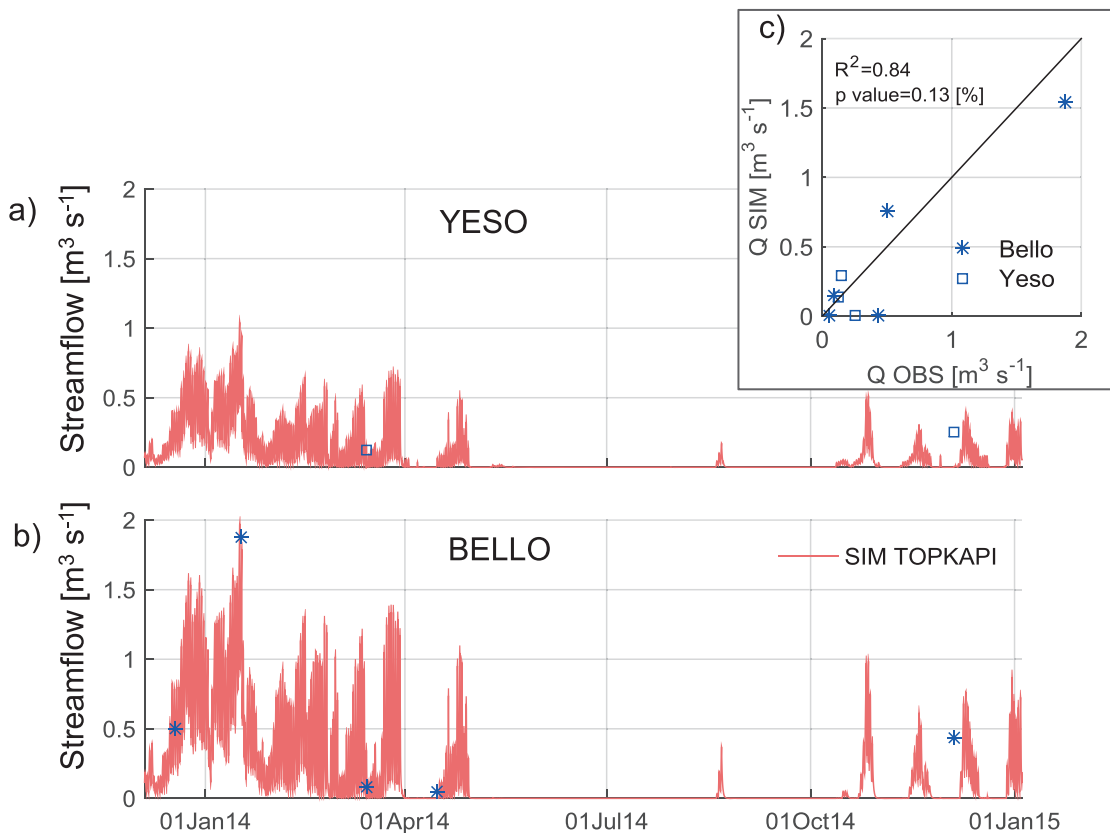 c)
2
1.5
1
0.5
0
0
1
2
Q SIM [m³ s⁻¹]
Q OBS [m³ s⁻¹]
R²=0.84
p value=0.13 [%]
Bello
Yeso
a)
YESO
Streamflow [m³ s⁻¹]
2
1.5
1
0.5
0
b)
BELLO
SIM TOPKAPI
Streamflow [m³ s⁻¹]
2
1.5
1
0.5
0
01Jan14
01Apr14
01Jul14
01Oct14
01Jan15